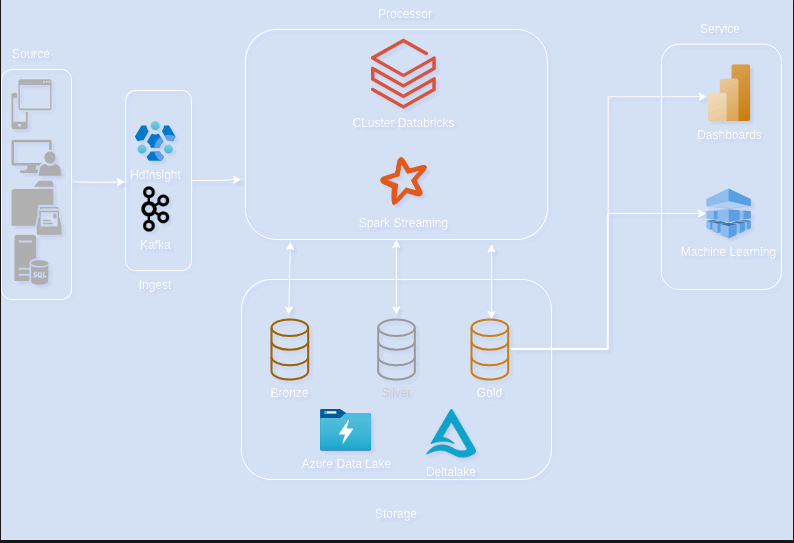 Processor
Source
Service
CLuster Databricks
Dashboards
HdInsight
Spark Streaming
Kafka
Machine Learning
Ingest
SQL
Bronze
Silver
Gold
Azure Data Lake
Deltalake
Storage